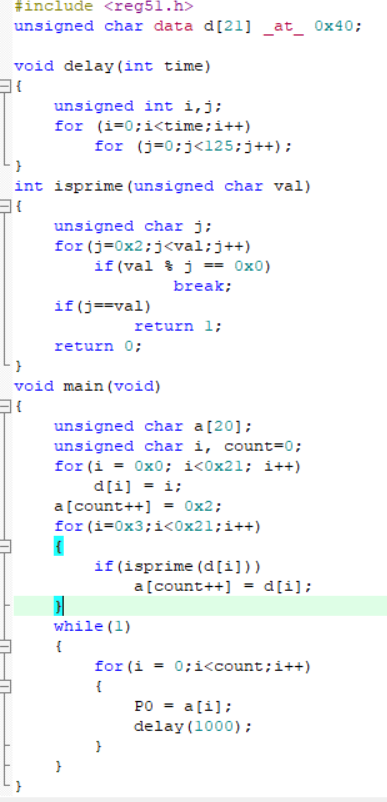 #include <reg51.h>
unsigned char data d[21] _at_ 0x40;
void delay(int time)
{
unsigned int i,j;
for (i=0;i<time;i++)
for (j=0;j<125;j++);
}
int isprime(unsigned char val)
{
unsigned char j;
for(j=0x2;j<val;j++)
if(val % j == 0x0)
break;
if(j==val)
return 1;
return 0;
}
void main(void)
{
unsigned char a[20];
unsigned char i, count=0;
for(i = 0x0; i<0x21; i++)
d[i] = i;
a[count++] = 0x2;
for(i=0x3;i<0x21;i++)
{
if(isprime(d[i]))
a[count++] = d[i];
}
while(1)
{
for(i = 0;i<count;i++)
{
P0 = a[i];
delay(1000);
}
}
}